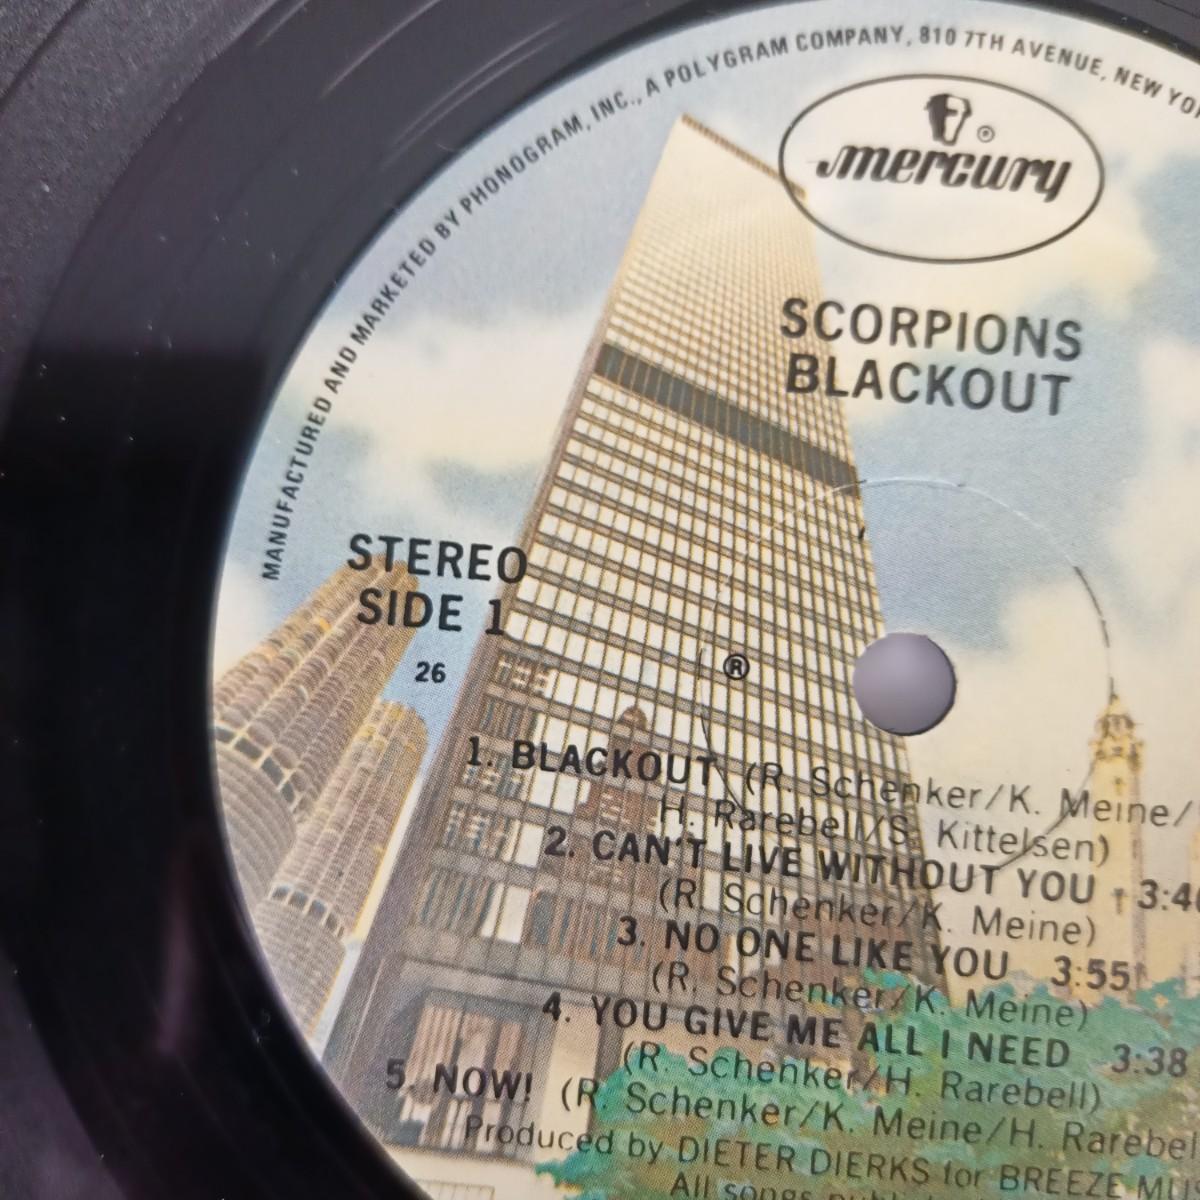 MANUFACTURED AND MARKETED BY PHONOGRAM, INC., A POLYGRAM COMPANY, 810 7TH AVENUE, NEW
mercury ®
SCORPIONS
BLACKOUT
STEREO
SIDE 1
26
®
1. BLACKOUT (R. Schenker/K. Meine/
H. Rarebell/S. Kittelsen)
2. CAN'T LIVE WITHOUT YOU
(R. Schenker/K. Meine)
3. NO ONE LIKE YOU 3:55
(R. Schenker/K. Meine)
4. YOU GIVE ME ALL I NEED 3:38
(R. Schenker/H. Rarebell)
5. NOW! (R. Schenker/K. Meine/H.
Produced by DIETER DIERKS for BREEZE
All songs